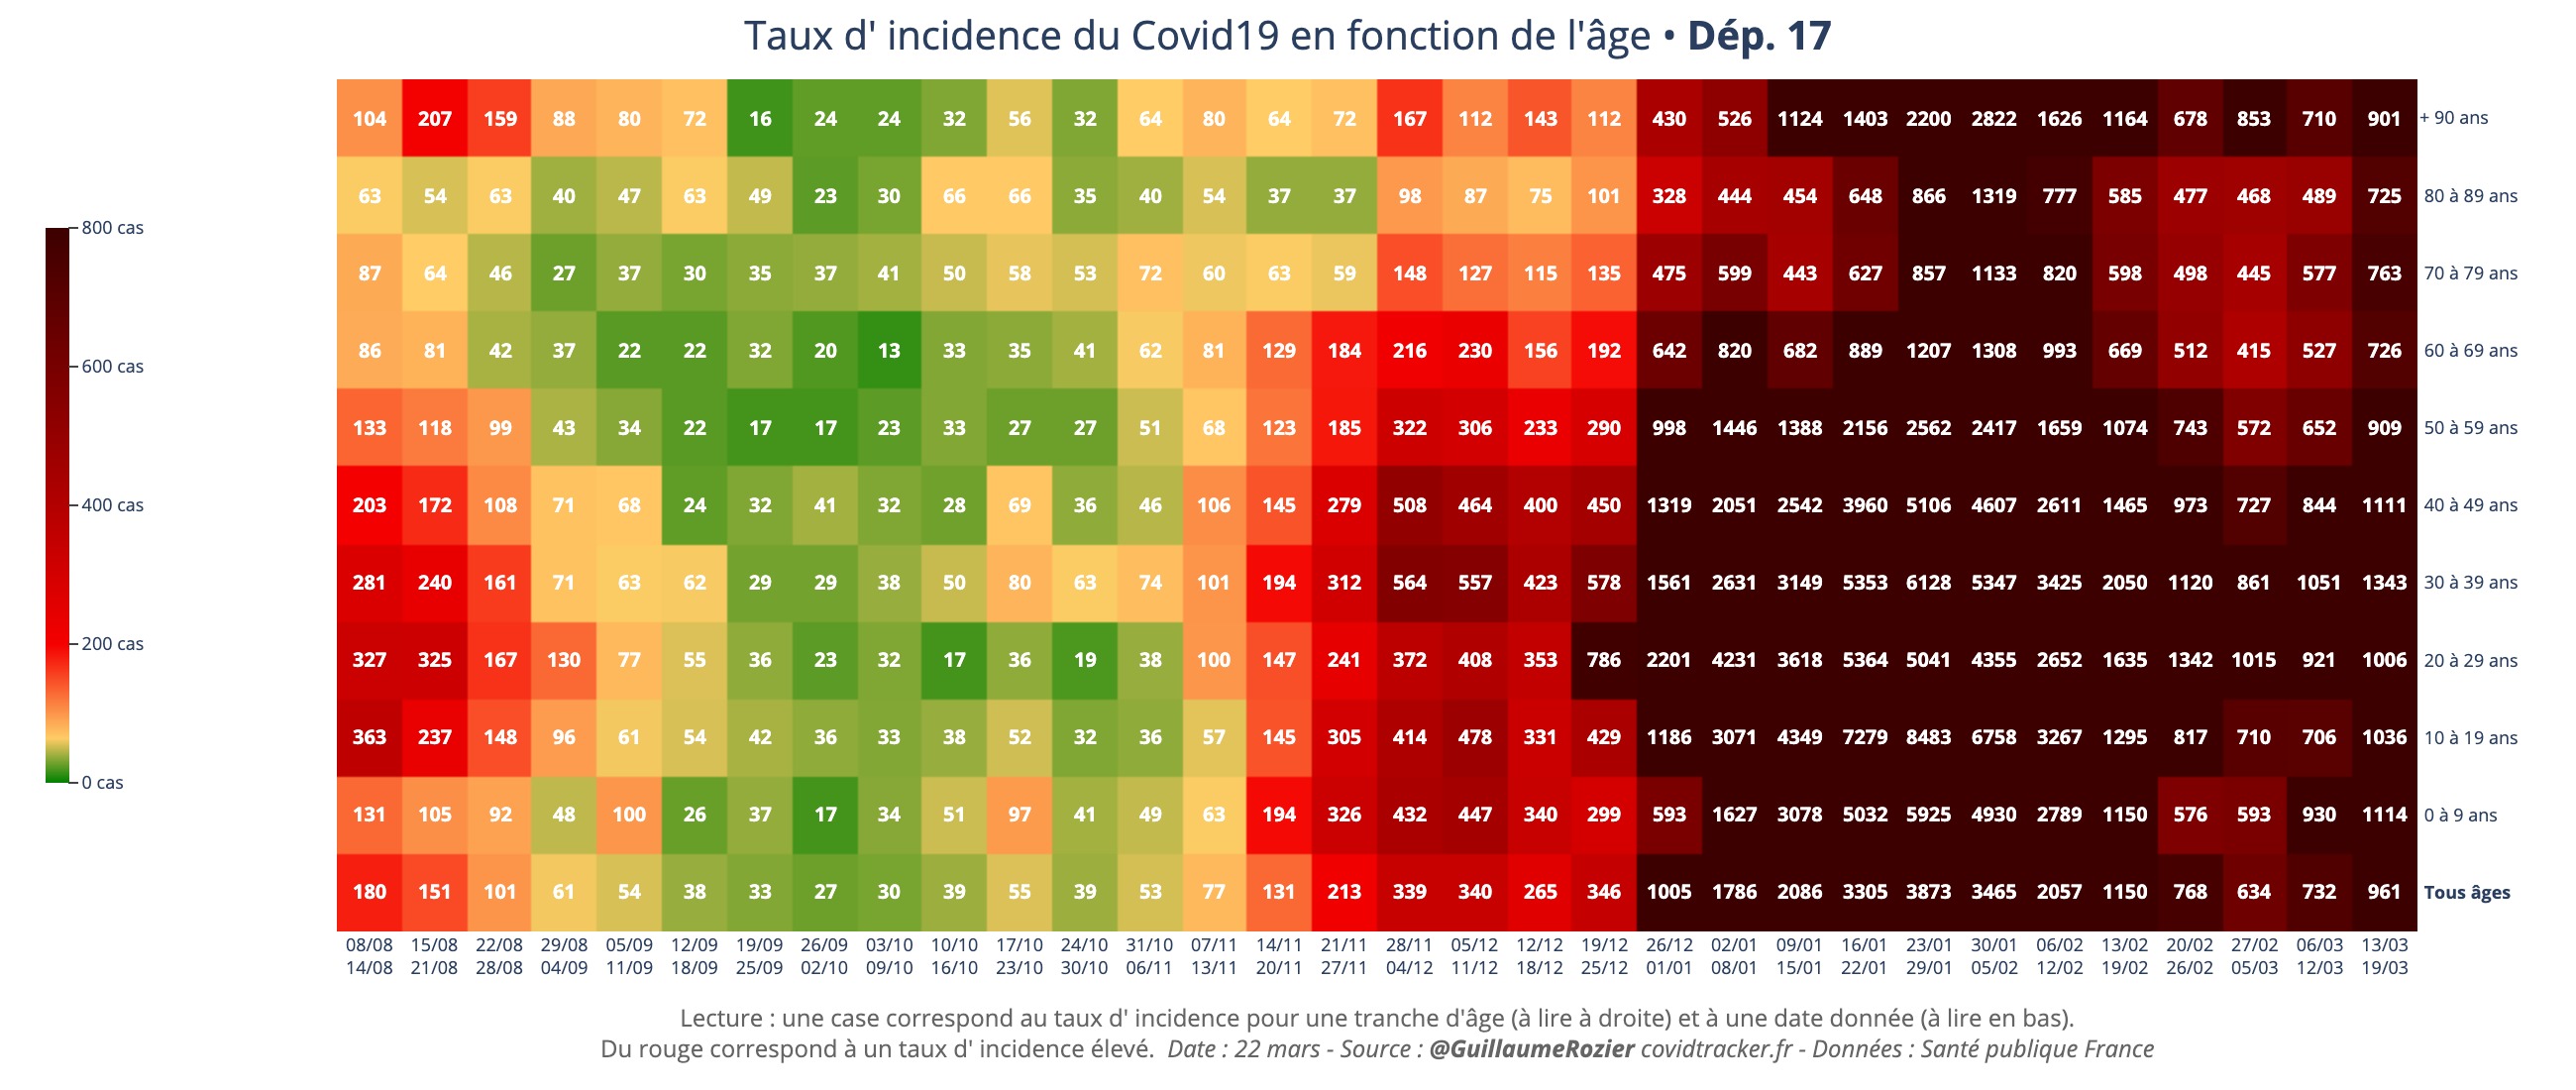 Taux d' incidence du Covid19 en fonction de l'âge • Dép. 17
104 207 159 88 80 72 16 24 24 32 56 32 64 80 64 72 167 112 143 112 430 526 1124 1403 2200 2822 1626 1164 678 853 710 901 + 90 ans
63 54 63 40 47 63 49 23 30 66 66 35 40 54 37 37 98 87 75 101 328 444 454 648 866 1319 777 585 477 468 489 725 80 à 89 ans
87 64 46 27 37 30 35 37 41 50 58 53 72 60 63 59 148 127 115 135 475 599 443 627 857 1133 820 598 498 445 577 763 70 à 79 ans
86 81 42 37 22 22 32 20 13 33 35 41 62 81 129 184 216 230 156 192 642 820 682 889 1207 1308 993 669 512 415 527 726 60 à 69 ans
133 118 99 43 34 22 17 17 23 33 27 27 51 68 123 185 322 306 233 290 998 1446 1388 2156 2562 2417 1659 1074 743 572 652 909 50 à 59 ans
203 172 108 71 68 24 32 41 32 28 69 36 46 106 145 279 508 464 400 450 1319 2051 2542 3960 5106 4607 2611 1465 973 727 844 1111 40 à 49 ans
281 240 161 71 63 62 29 29 38 50 80 63 74 101 194 312 564 557 423 578 1561 2631 3149 5353 6128 5347 3425 2050 1120 861 1051 1343 30 à 39 ans
327 325 167 130 77 55 36 23 32 17 36 19 38 100 147 241 372 408 353 786 2201 4231 3618 5364 5041 4355 2652 1635 1342 1015 921 1006 20 à 29 ans
363 237 148 96 61 54 42 36 33 38 52 32 36 57 145 305 414 478 331 429 1186 3071 4349 7279 8483 6758 3267 1295 817 710 706 1036 10 à 19 ans
131 105 92 48 100 26 37 17 34 51 97 41 49 63 194 326 432 447 340 299 593 1627 3078 5032 5925 4930 2789 1150 576 593 930 1114 0 à 9 ans
180 151 101 61 54 38 33 27 30 39 55 39 53 77 131 213 339 340 265 346 1005 1786 2086 3305 3873 3465 2057 1150 768 634 732 961 Tous âges
08/08 15/08 22/08 29/08 05/09 12/09 19/09 26/09 03/10 10/10 17/10 24/10 31/10 07/11 14/11 21/11 28/11 05/12 12/12 19/12 26/12 02/01 09/01 16/01 23/01 30/01 06/02 13/02 20/02 27/02 06/03 13/03
14/08 21/08 28/08 04/09 11/09 18/09 25/09 02/10 09/10 16/10 23/10 30/10 06/11 13/11 20/11 27/11 04/12 11/12 18/12 25/12 01/01 08/01 15/01 22/01 29/01 05/02 12/02 19/02 26/02 05/03 12/03 19/03
800 cas
600 cas
400 cas
200 cas
0 cas
Lecture : une case correspond au taux d' incidence pour une tranche d'âge (à lire à droite) et à une date donnée (à lire en bas).
Du rouge correspond à un taux d' incidence élevé. Date : 22 mars - Source : @GuillaumeRozier covidtracker.fr - Données : Santé publique France